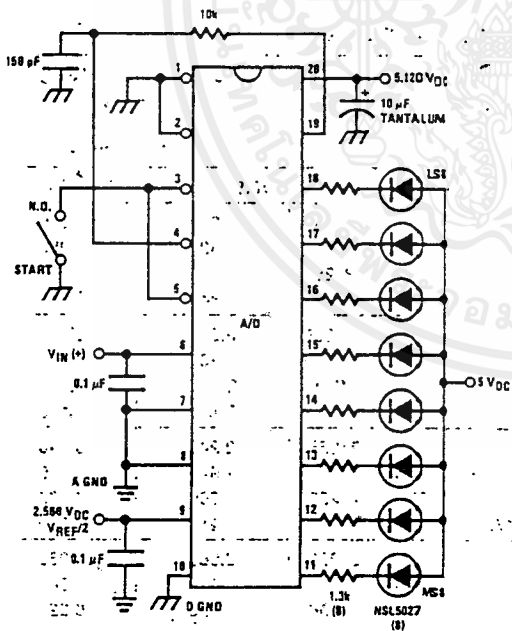 10k
150 pF
1
20
5.120 VDC
+
10 μF
TANTALUM
2
19
3
18
LSB
N.O.
4
17
START
5
16
A/D
VIN (+)
6
15
0.1 μF
7
14
8
13
A GND
2.560 VDC
VREF/2
9
12
0.1 μF
10
11
D GND
1.3k
(8)
NSL5027
(8)
MSB
5 VDC